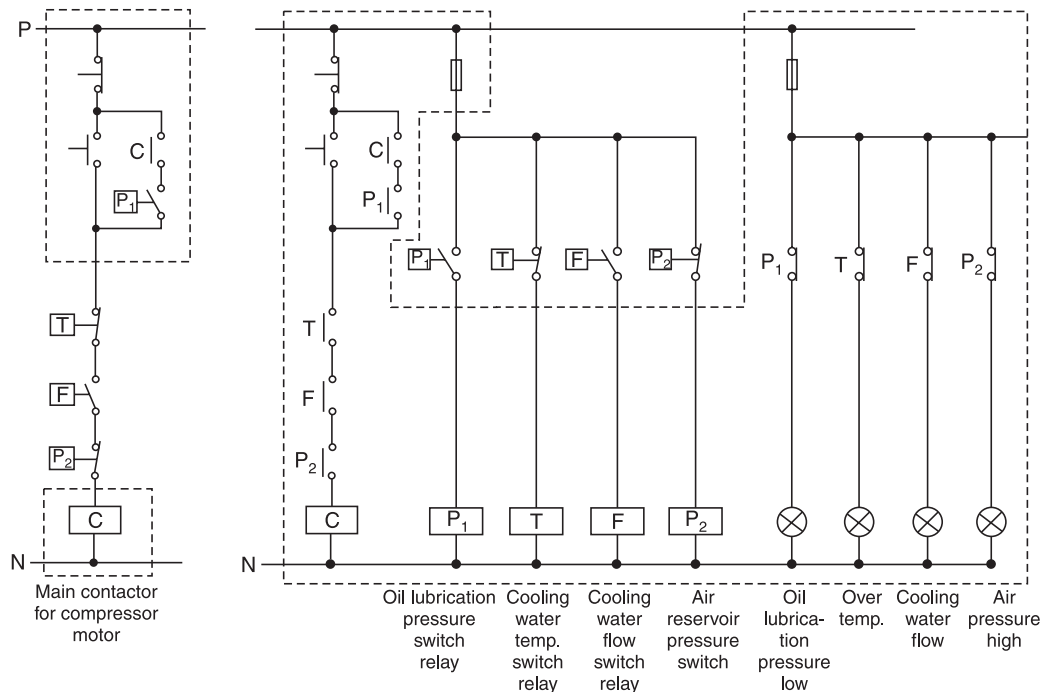 P
C
C
P₁
P₁
P₁
T
F
P₂
P₁
T
F
P₂
T
T
F
F
P₂
P₂
C
C
P₁
T
F
P₂
N
N
Main contactor
for compressor
motor
Oil lubrication
pressure
switch
relay
Cooling
water
temp.
switch
relay
Cooling
water
flow
switch
relay
Air
reservoir
pressure
switch
Oil
lubrica-
tion
pressure
low
Over
temp.
Cooling
water
flow
Air
pressure
high